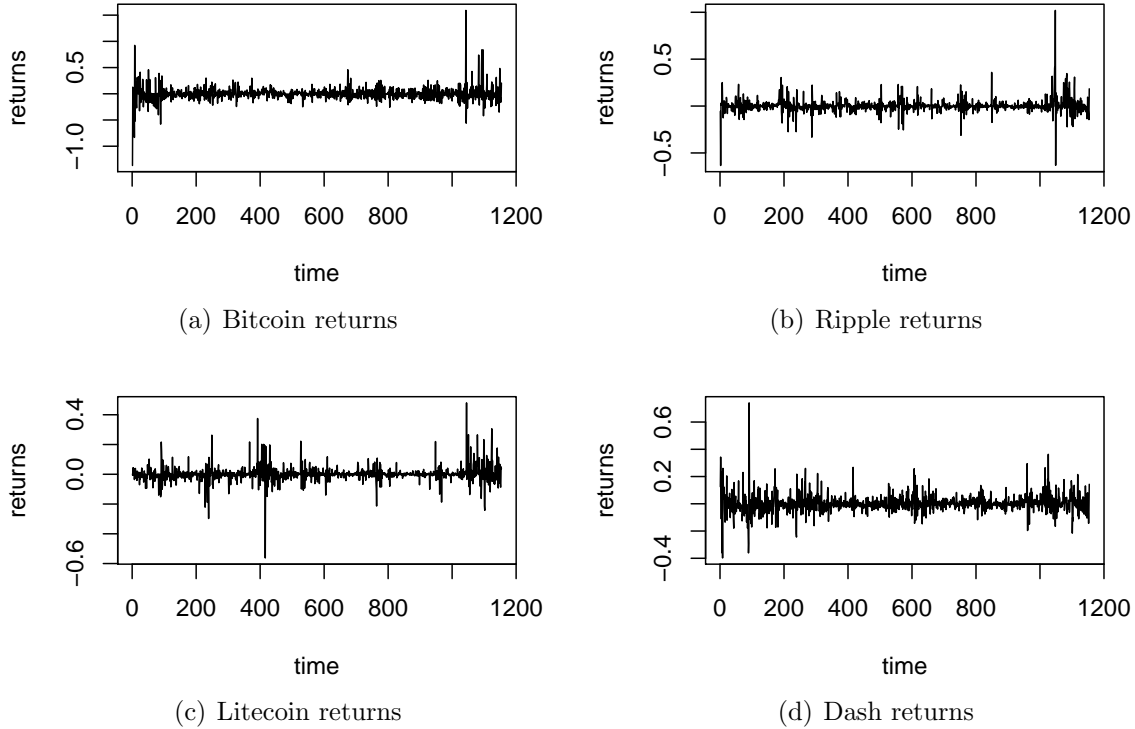 returns
0.5
−1.0
0 200 400 600 800 1200
time
(a) Bitcoin returns
returns
0.5
−0.5
0 200 400 600 800 1200
time
(b) Ripple returns
returns
0.4
0.0
−0.6
0 200 400 600 800 1200
time
(c) Litecoin returns
returns
0.6
0.2
−0.4
0 200 400 600 800 1200
time
(d) Dash returns